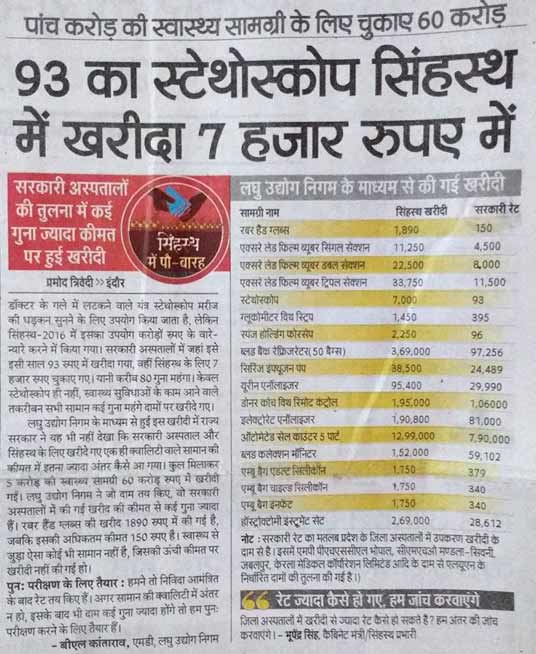 पांच करोड़ की स्वास्थ्य सामग्री के लिए चुकाए 60 करोड़
93 का स्टेथोस्कोप सिंहस्थ
में खरीदा 7 हजार रुपए में
सरकारी अस्पतालों
की तुलना में कई
गुना ज्यादा कीमत
पर हुई खरीदी
सिंहस्थ
में पौ-बारह
प्रमोद त्रिवेदी >> इंदौर
डॉक्टर के गले में लटकने वाले यंत्र स्टेथोस्कोप मरीज
की धड़कन सुनने के लिए उपयोग किया जाता है, लेकिन
सिंहस्थ-2016 में इसका उपयोग करोड़ों रुपए के वारे-
न्यारे करने में किया गया। सरकारी अस्पतालों में जहां इसे
इसी साल 93 रुपए में खरीदा गया, वहीं सिंहस्थ के लिए 7
हजार रुपए चुकाए गए। यानी करीब 80 गुना महंगा। केवल
स्टेथोस्कोप ही नहीं, स्वास्थ्य सुविधाओं के काम आने वाले
तकरीबन सभी सामान कई गुना महंगे दामों पर खरीदे गए।
लघु उद्योग निगम के माध्यम से हुई इस खरीदी में राज्य
सरकार ने यह भी नहीं देखा कि सरकारी अस्पताल और
सिंहस्थ के लिए खरीदे गए एक ही क्वालिटी वाले सामान की
कीमत में इतना ज्यादा अंतर कैसे आ गया। कुल मिलाकर
5 करोड़ की स्वास्थ्य सामग्री 60 करोड़ रुपए में खरीदी
गई। लघु उद्योग निगम ने जो दाम तय किए, वो सरकारी
अस्पतालों में की गई खरीद की कीमत से कई गुना ज्यादा
हैं। रबर हैंड ग्लब्स की खरीद 1890 रुपए में की गई है,
जबकि इसकी अधिकतम कीमत 150 रुपए है। स्वास्थ्य से
जुड़ा ऐसा कोई भी सामान नहीं है, जिसकी ऊंची कीमत पर
खरीदी नहीं की गई हो।
पुन: परीक्षण के लिए तैयार : हमने तो निविदा आमंत्रित
के बाद रेट तय किए हैं। अगर सामान की क्वालिटी में अंतर
न हो, इसके बाद भी दाम कई गुना ज्यादा होंगे तो हम पुन:
परीक्षण करने के लिए तैयार हैं।
- बीएल कांताराव, एमडी, लघु उद्योग निगम
लघु उद्योग निगम के माध्यम से की गई खरीदी
सामग्री नाम सिंहस्थ खरीदी सरकारी रेट
रबर हैंड ग्लब्स 1,890 150
एक्सरे लेड फिल्म व्यूबर सिंगल सेक्शन 11,250 4,500
एक्सरे लेड फिल्म व्यूबर डबल सेक्शन 22,500 8,000
एक्सरे लेड फिल्म व्यूबर ट्रिपल सेक्शन 33,750 11,500
स्टेथोस्कोप 7,000 93
ग्लूकोमीटर विथ स्ट्रिप 1,450 395
स्पंज होल्डिंग फोरसेप 2,250 96
ब्लड बैंक रेफ्रिजरेटर(50 बैग्स) 3,69,000 97,256
सिरिंज इंफ्यूजन पंप 38,500 24,489
यूरीन एनॉलाइजर 95,400 29,990
डोनर कोच विथ रिमोट कंट्रोल 1,95,000 1,06000
इलेक्ट्रोरेट एनॉलाइजर 1,90,800 81,000
ऑटोमेटेड सेल काउंटर 5 पार्ट 12,99,000 7,90,000
ब्लड कलेक्शन मॉनिटर 1,52,000 59,102
एम्बू बैग एडल्ट सिलीकॉन 1,750 379
एम्बू बैग चाइल्ड सिलीकॉन 1,750 340
एम्बू बैग इनफेंट 1,750 340
हॉस्ट्रोक्टोमी इंस्ट्रूमेंट सेट 2,69,000 28,612
नोट : सरकारी रेट का मतलब प्रदेश के जिला अस्पतालों में उपकरण खरीदी के
दाम से है। इसमें एमपी पीएचएससीएल भोपाल, सीएमएचओ मण्डला-सिवनी,
जबलपुर, केरला मेडिकल कॉर्पोरेशन लिमिटेड आदि के दाम से एलयूएन के
निर्धारित दामों की तुलना की गई है।)
रेट ज्यादा कैसे हो गए, हम जांच करवाएंगे
जिला अस्पतालों में खरीदी से ज्यादा रेट कैसे हो सकते हैं? हम अंतर की जांच
करवाएंगे। - भूपेंद्र सिंह, कैबिनेट मंत्री/सिंहस्थ प्रभारी